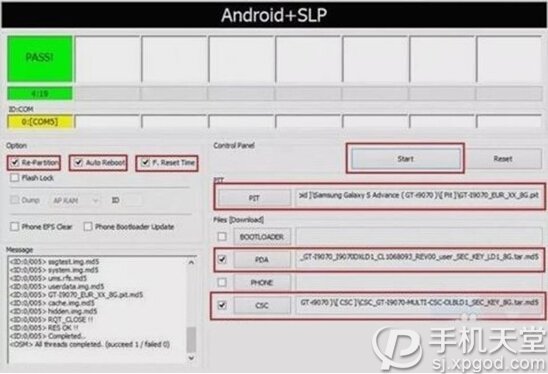 Android+SLP
PASS!
4:19
ID:COM
0:[COM5]
Option
Re-Partition
Auto Reboot
F. Reset Time
Flash Lock
Dump
AP RAM
ID
Phone EFS Clear
Phone Bootloader Update
Message
<ID:0/005> ssgtest.img.md5
<ID:0/005> system.img.md5
<ID:0/005> ums.rfs.md5
<ID:0/005> userdata.img.md5
<ID:0/005> GT-I9070_EUR_XX_8G.pit.md5
<ID:0/005> cache.img.md5
<ID:0/005> hidden.img.md5
<ID:0/005> RQT_CLOSE !!
<ID:0/005> RES OK !!
<ID:0/005> Completed..
<OSM> All threads completed. (succeed 1 / failed 0)
Control Panel
Start
Reset
PIT
PIT
]\Samsung Galaxy S Advance ( GT-I9070 )\[ Pit ]\GT-I9070_EUR_XX_8G.pit
Files [Download]
BOOTLOADER
PDA
_GT-I9070_I9070DXLD1_CL1068093_REV00_user_SEC_KEY_LD1_8G.tar.md5
PHONE
CSC
GT-I9070 )\[ CSC ]\CSC_GT-I9070-MULTI-CSC-OLBLD1_SEC_KEY_8G.tar.md5
手机天堂
sj.xpgod.com